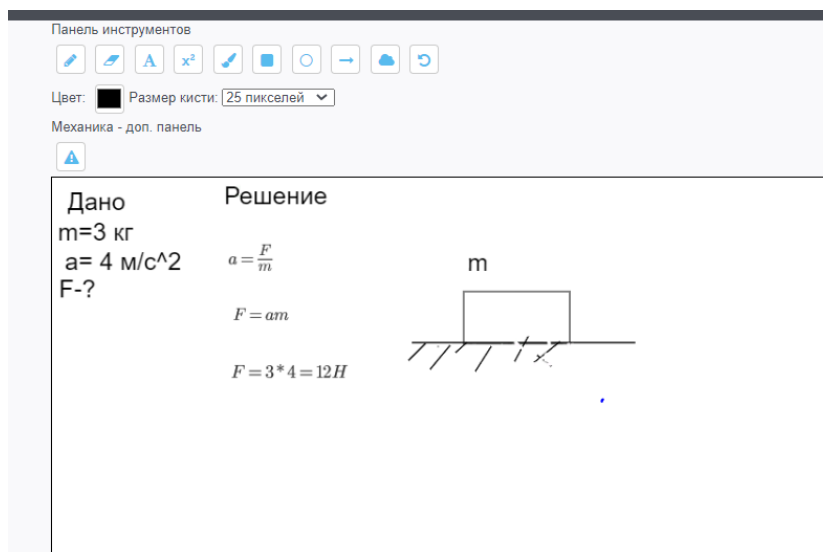 Панель инструментов
A x²
Цвет: Размер кисти: 25 пикселей
Механика - доп. панель
Дано
m=3 кг
a= 4 м/с^2
F-?
Решение
a = F/m
F = am
F = 3 * 4 = 12H
m